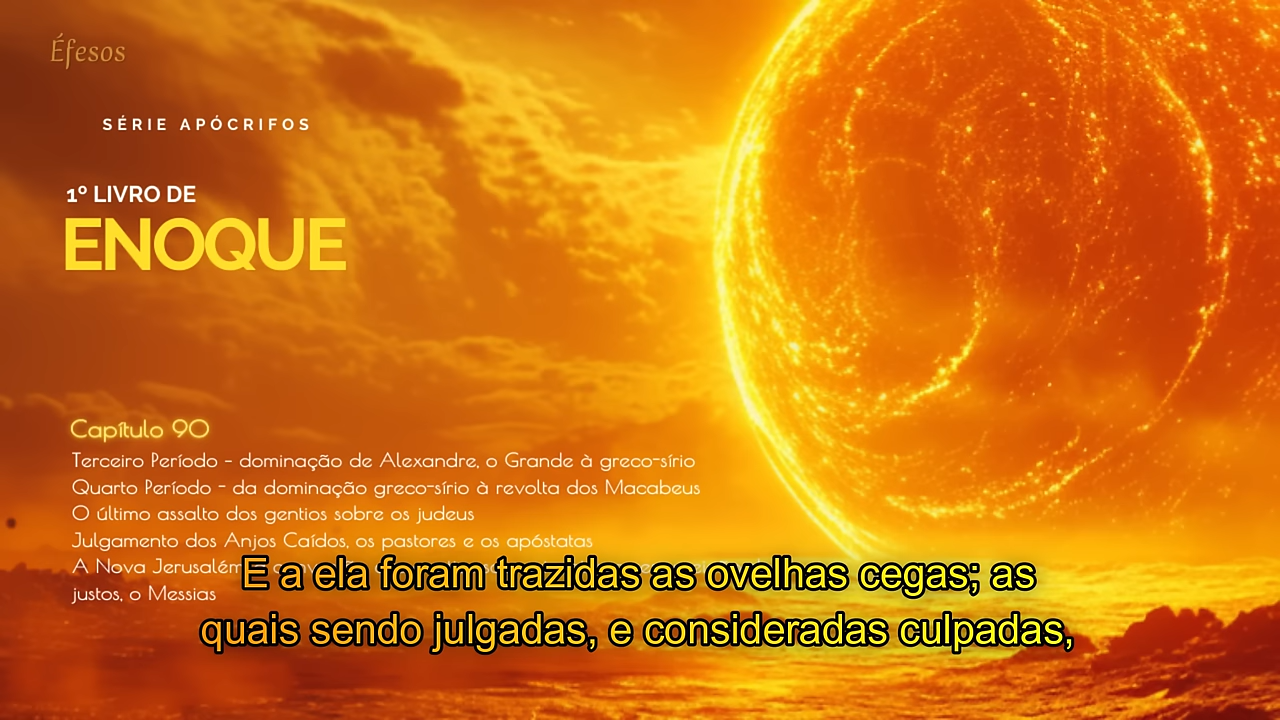 Éfesos
SÉRIE APÓCRIFOS
1º LIVRO DE
ENOQUE
Capítulo 90
Terceiro Período – dominação de Alexandre, o Grande à greco-sírio
Quarto Período - da dominação greco-sírio à revolta dos Macabeus
O último assalto dos gentios sobre os judeus
Julgamento dos Anjos Caídos, os pastores e os apóstatas
A Nova Jerusalém
justos, o Messias
E a ela foram trazidas as ovelhas cegas; as
quais sendo julgadas, e consideradas culpadas,